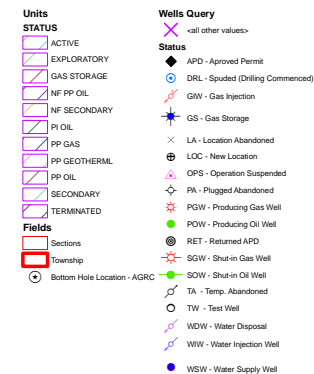 Units
STATUS
ACTIVE
EXPLORATORY
GAS STORAGE
NF PP OIL
NF SECONDARY
PI OIL
PP GAS
PP GEOTHERML
PP OIL
SECONDARY
TERMINATED
Fields
Sections
Township
Bottom Hole Location - AGRC
Wells Query
<all other values>
Status
APD - Aproved Permit
DRL - Spuded (Drilling Commenced)
GIW - Gas Injection
GS - Gas Storage
LA - Location Abandoned
LOC - New Location
OPS - Operation Suspended
PA - Plugged Abandoned
PGW - Producing Gas Well
POW - Producing Oil Well
RET - Returned APD
SGW - Shut-in Gas Well
SOW - Shut-in Oil Well
TA - Temp. Abandoned
TW - Test Well
WDW - Water Disposal
WIW - Water Injection Well
WSW - Water Supply Well